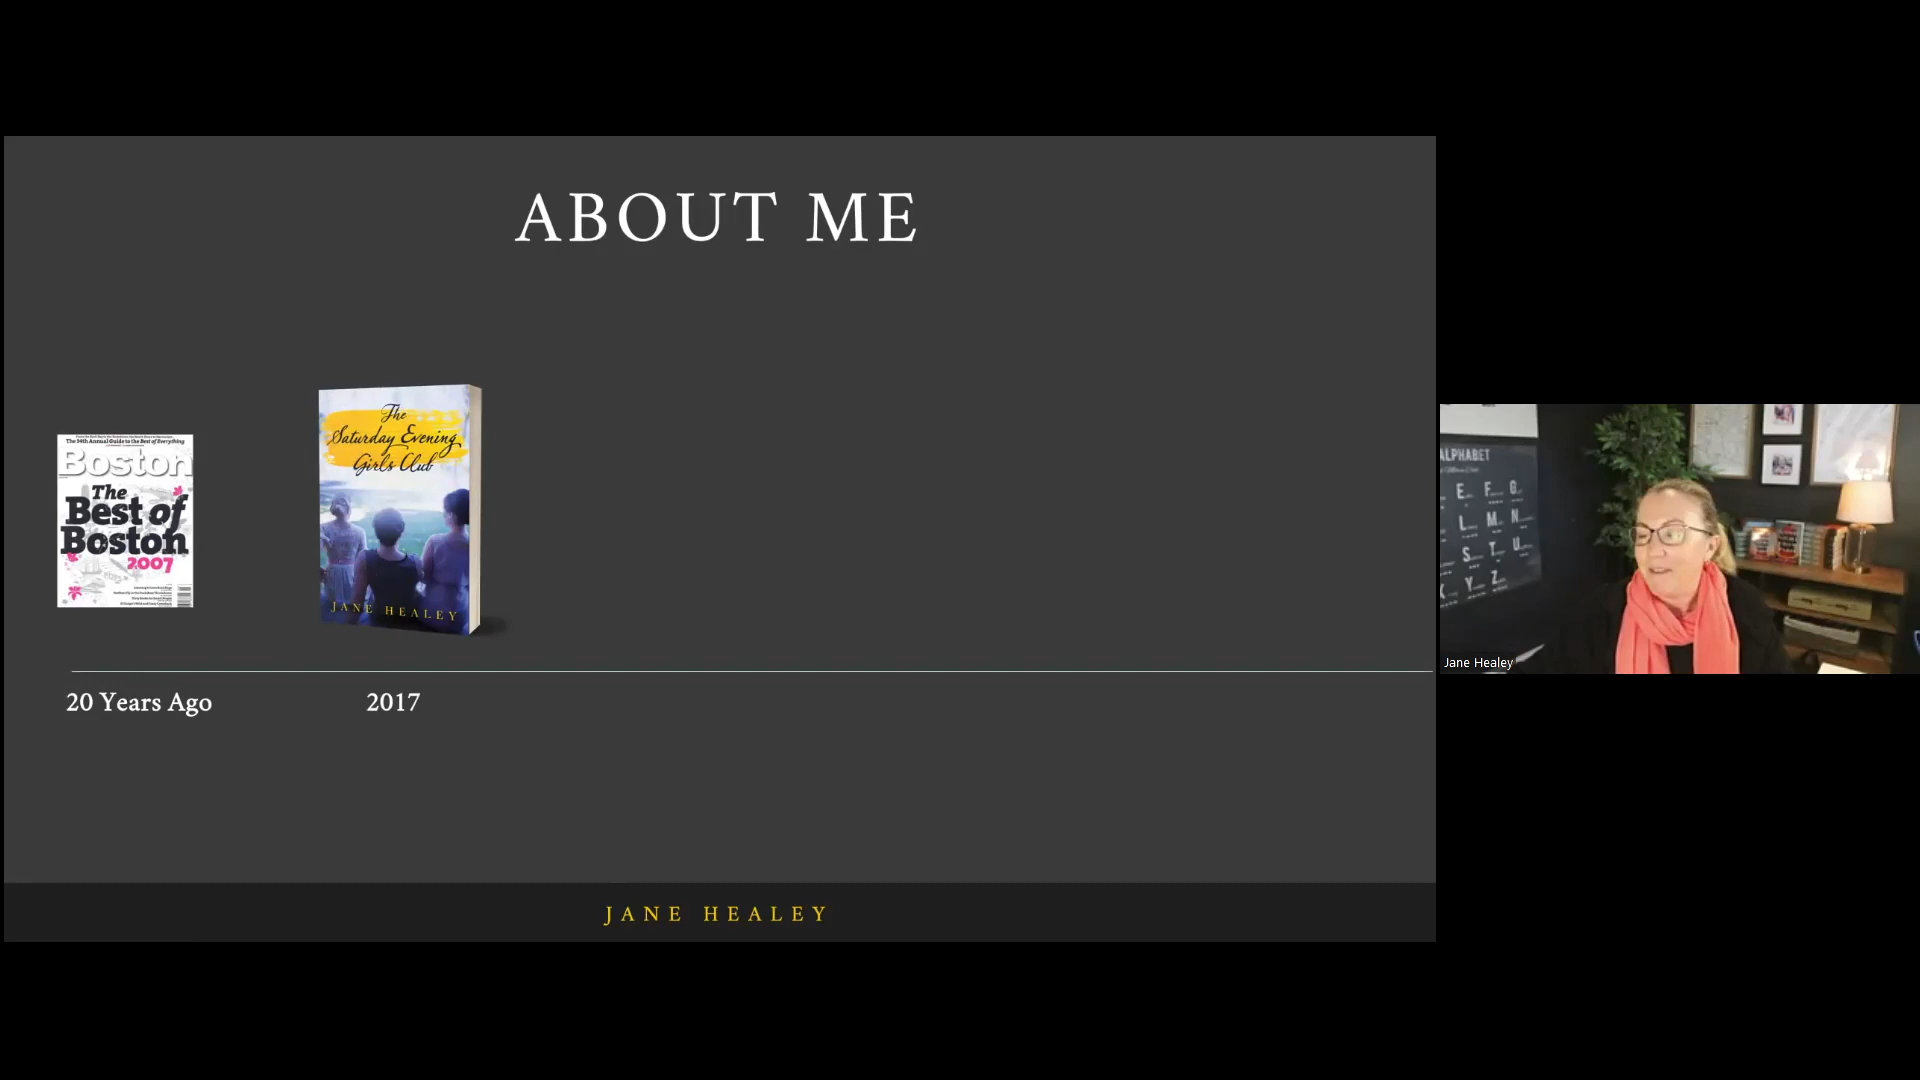 ABOUT ME
The 34th Annual Guide to the Best of Everything
Boston
The
Best of
Boston
2007
The
Saturday Evening
Girls Club
JANE HEALEY
20 Years Ago
2017
JANE HEALEY
ALPHABET
E F G
L M N
S T U
X Y Z
Jane Healey